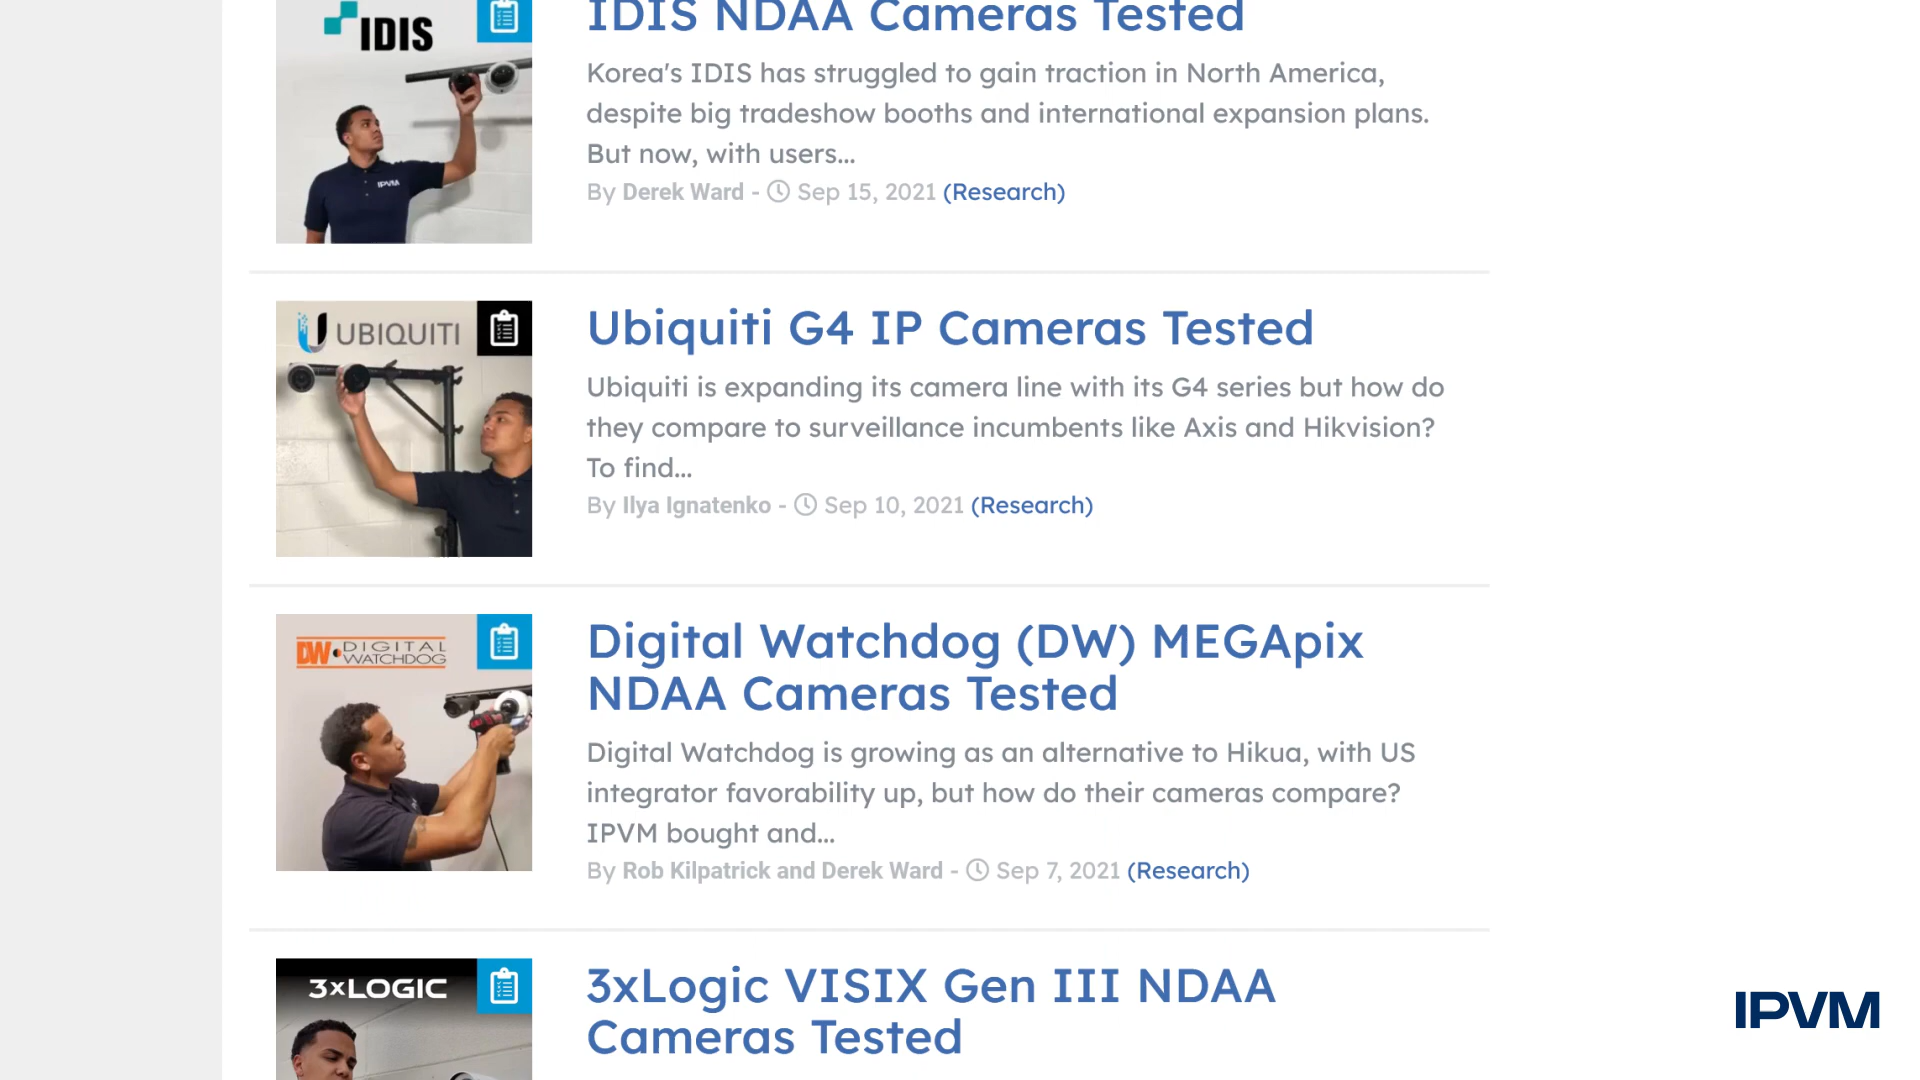 IDIS
IDIS NDAA Cameras Tested
Korea's IDIS has struggled to gain traction in North America,
despite big tradeshow booths and international expansion plans.
But now, with users...
By Derek Ward - Sep 15, 2021 (Research)
IPVM
UBIQUITI
Ubiquiti G4 IP Cameras Tested
Ubiquiti is expanding its camera line with its G4 series but how do
they compare to surveillance incumbents like Axis and Hikvision?
To find...
By Ilya Ignatenko - Sep 10, 2021 (Research)
DW DIGITAL
WATCHDOG
Digital Watchdog (DW) MEGApix
NDAA Cameras Tested
Digital Watchdog is growing as an alternative to Hikua, with US
integrator favorability up, but how do their cameras compare?
IPVM bought and...
By Rob Kilpatrick and Derek Ward - Sep 7, 2021 (Research)
3xLOGIC
3xLogic VISIX Gen III NDAA
Cameras Tested
IPVM